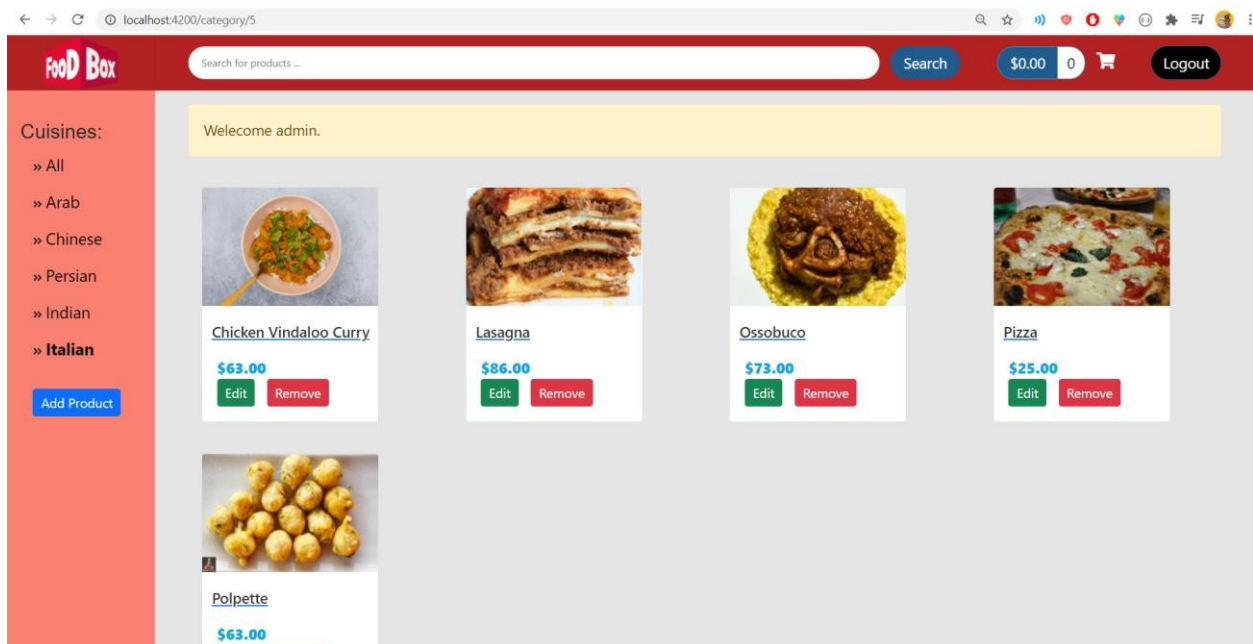 localhost:4200/category/5
FooD Box
Search for products ...
Search
$0.00 0
Logout
Cuisines:
» All
» Arab
» Chinese
» Persian
» Indian
» Italian
Add Product
Welecome admin.
Chicken Vindaloo Curry
$63.00
Edit Remove
Lasagna
$86.00
Edit Remove
Ossobuco
$73.00
Edit Remove
Pizza
$25.00
Edit Remove
Polpette
$63.00